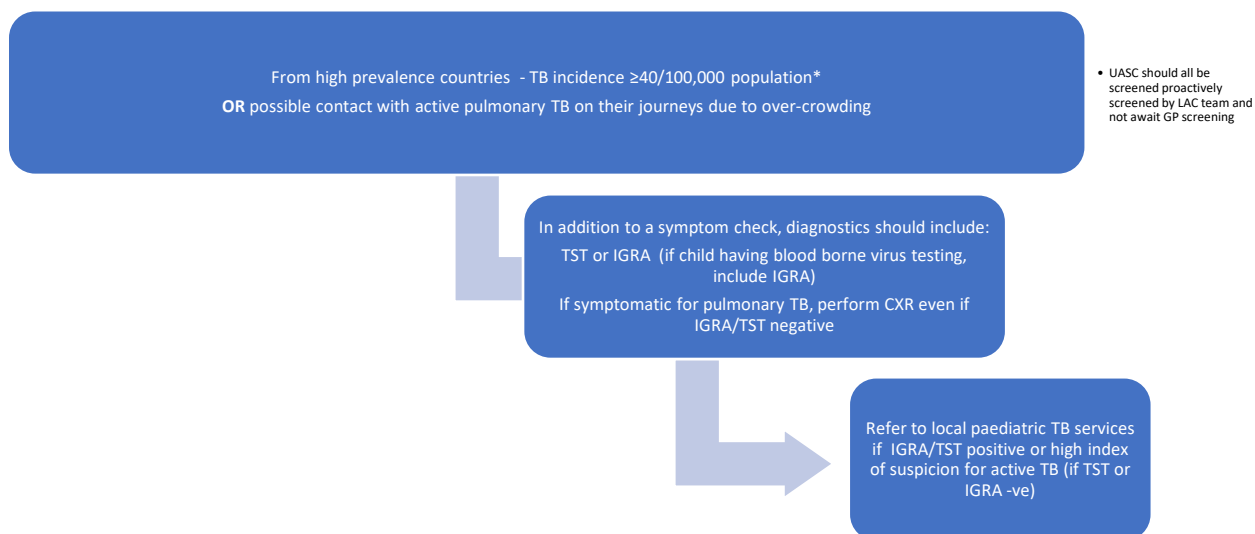 From high prevalence countries - TB incidence ≥40/100,000 population*
OR possible contact with active pulmonary TB on their journeys due to over-crowding
• UASC should all be
screened proactively
screened by LAC team and
not await GP screening
In addition to a symptom check, diagnostics should include:
TST or IGRA (if child having blood borne virus testing,
include IGRA)
If symptomatic for pulmonary TB, perform CXR even if
IGRA/TST negative
Refer to local paediatric TB services
if IGRA/TST positive or high index
of suspicion for active TB (if TST or
IGRA -ve)